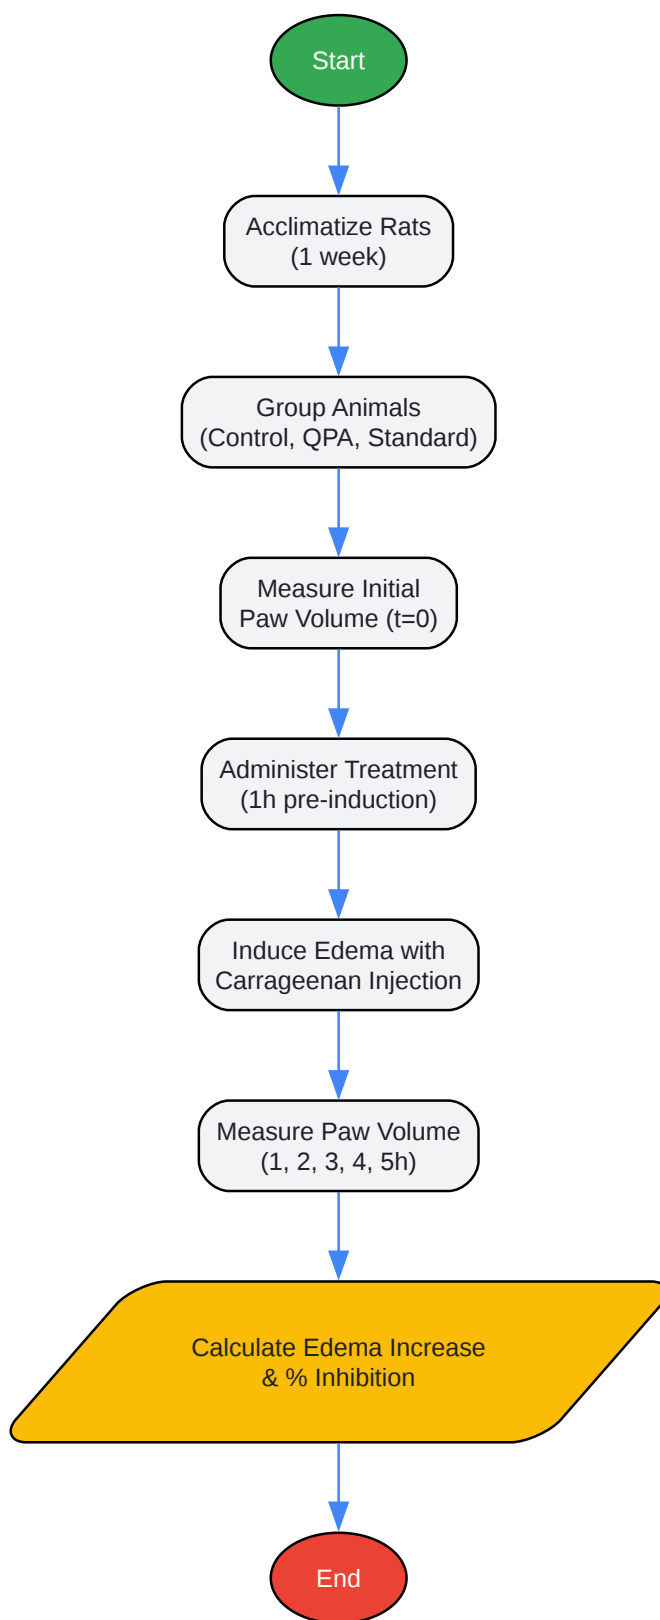 Start
Acclimatize Rats
(1 week)
Group Animals
(Control, QPA, Standard)
Measure Initial
Paw Volume (t=0)
Administer Treatment
(1h pre-induction)
Induce Edema with
Carrageenan Injection
Measure Paw Volume
(1, 2, 3, 4, 5h)
Calculate Edema Increase
& % Inhibition
End